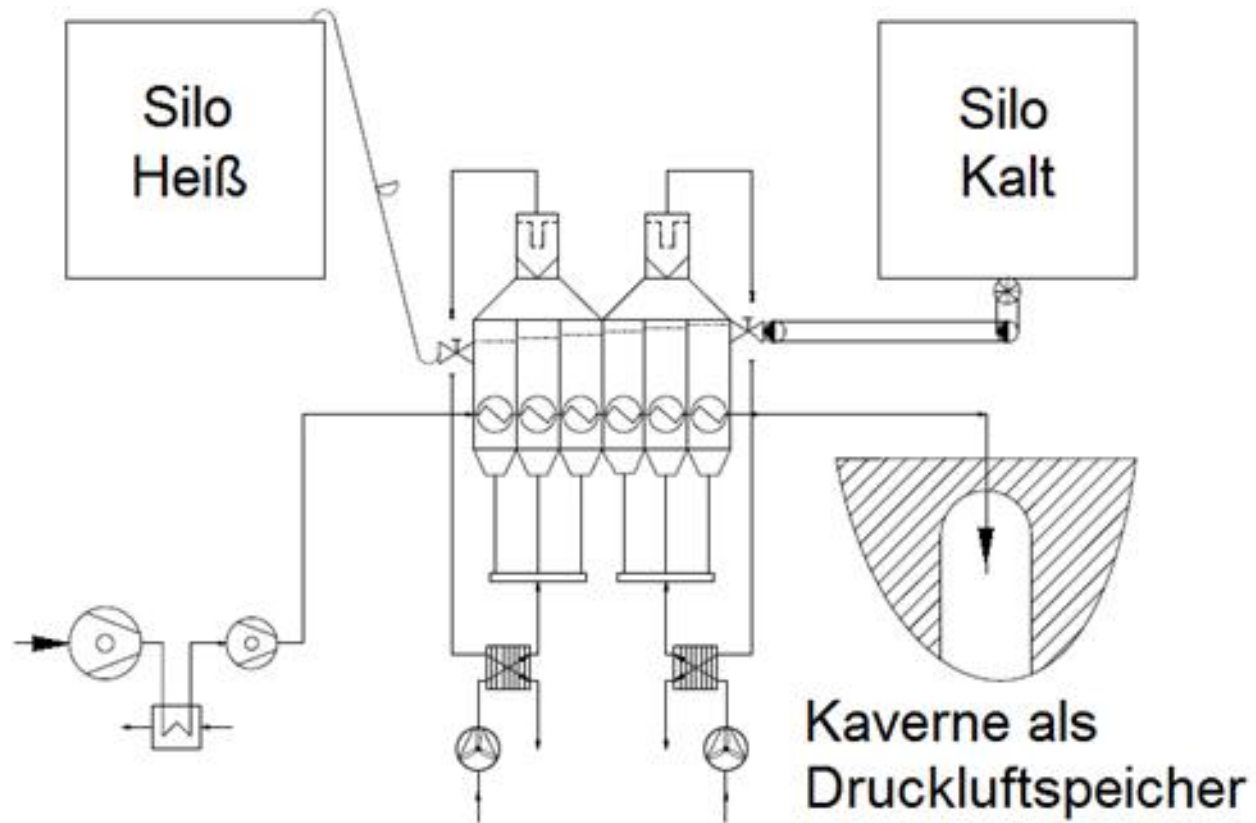 Silo
Heiß
Silo
Kalt
Kaverne als
Druckluftspeicher